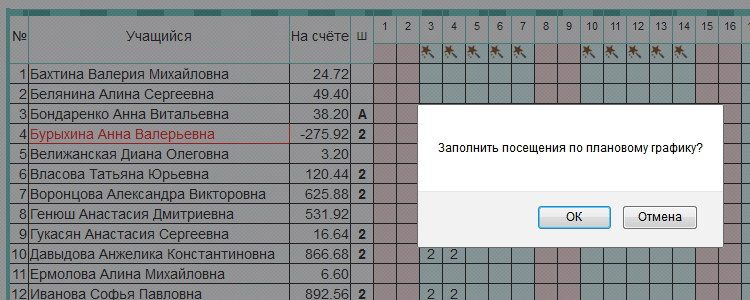 № Учащийся На счёте Ш 1 2 3 4 5 6 7 8 9 10 11 12 13 14 15 16
1 Бахтина Валерия Михайловна 24.72
2 Белянина Алина Сергеевна 49.40
3 Бондаренко Анна Витальевна 38.20 А
4 Бурыхина Анна Валерьевна -275.92 2
5 Велижанская Диана Олеговна 3.20
6 Власова Татьяна Юрьевна 120.44 2
7 Воронцова Александра Викторовна 625.88 2
8 Генюш Анастасия Дмитриевна 531.92
9 Гукасян Анастасия Сергеевна 16.64 2
10 Давыдова Анжелика Константиновна 866.68 2 2 2
11 Ермолова Алина Михайловна 6.60
12 Иванова Софья Павловна 892.56 2 2 2
Заполнить посещения по плановому графику?
ОК Отмена